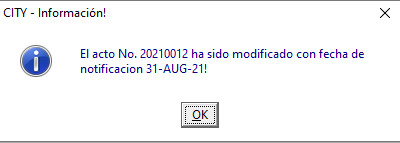 CITY - Información!
El acto No. 20210012 ha sido modificado con fecha de
notificacion 31-AUG-21!
OK